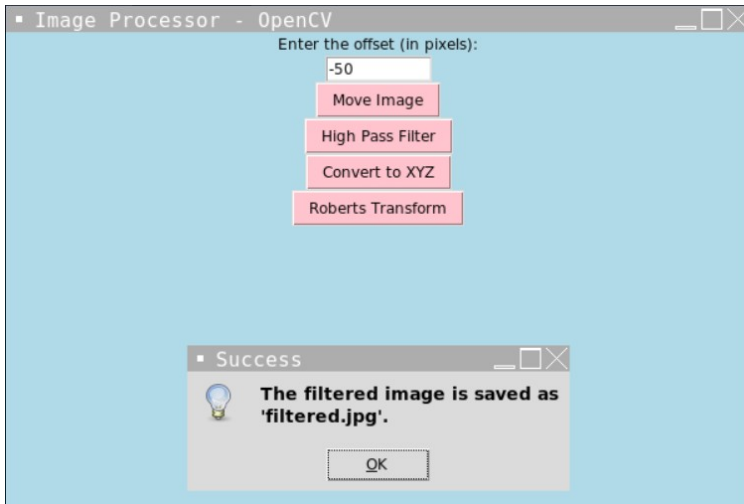 Image Processor - OpenCV
Enter the offset (in pixels):
-50
Move Image
High Pass Filter
Convert to XYZ
Roberts Transform
Success
The filtered image is saved as
'filtered.jpg'.
OK